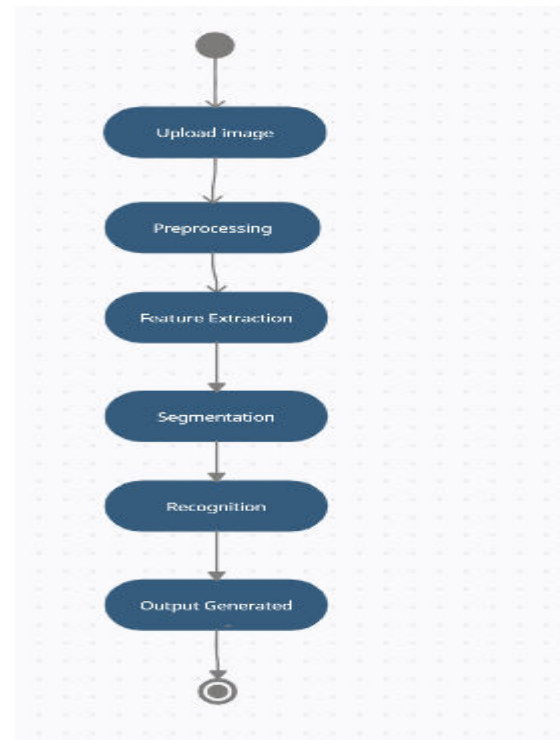 Upload image
Preprocessing
Feature Extraction
Segmentation
Recognition
Output Generated